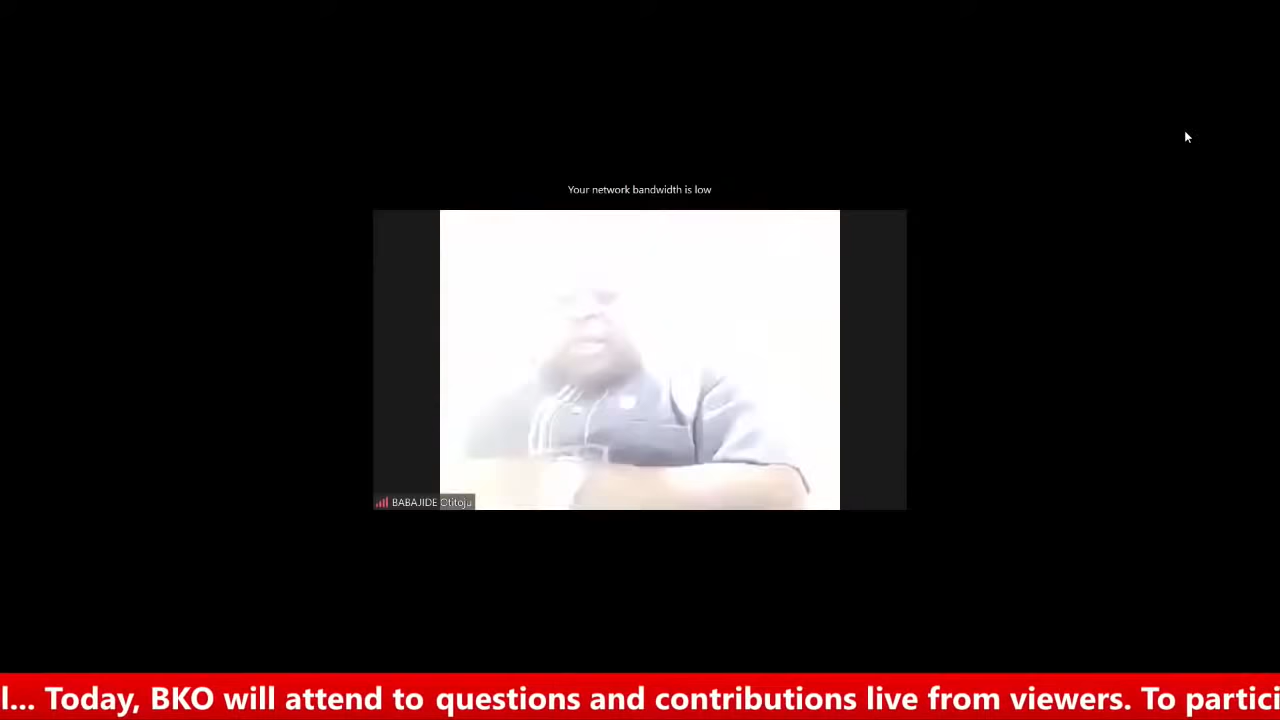 Your network bandwidth is low
BABAJIDE Otitoju
l... Today, BKO will attend to questions and contributions live from viewers. To partici